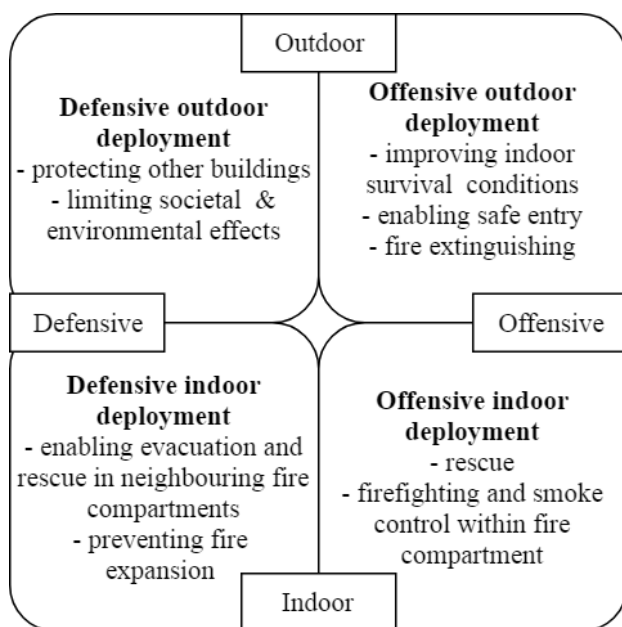 Outdoor
Defensive outdoor
deployment
- protecting other buildings
- limiting societal & 
environmental effects
Offensive outdoor
deployment
- improving indoor
survival conditions
- enabling safe entry
- fire extinguishing
Defensive
Offensive
Defensive indoor
deployment
- enabling evacuation and
rescue in neighbouring fire
compartments
- preventing fire
expansion
Offensive indoor
deployment
- rescue
- firefighting and smoke
control within fire
compartment
Indoor